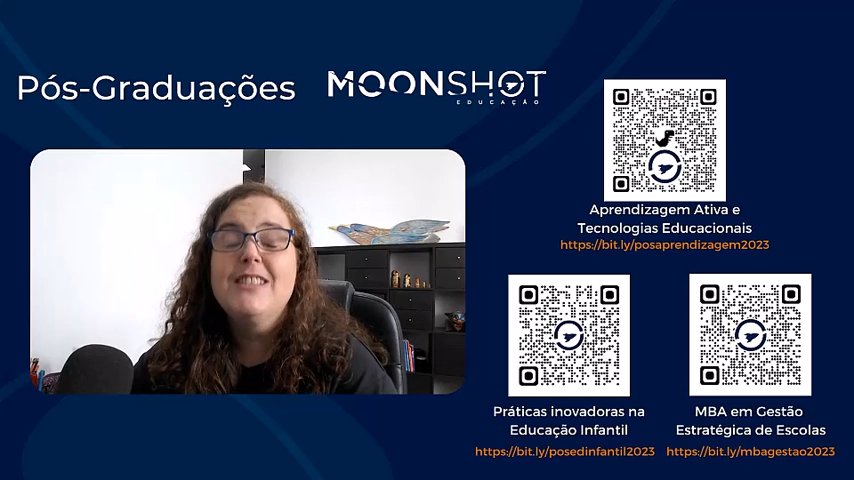 Pós-Graduações
MOONSHOT
EDUCAÇÃO
Aprendizagem Ativa e
Tecnologias Educacionais
https://bit.ly/posaprendizagem2023
Práticas inovadoras na
Educação Infantil
https://bit.ly/posedinfantil2023
MBA em Gestão
Estratégica de Escolas
https://bit.ly/mbagestao2023